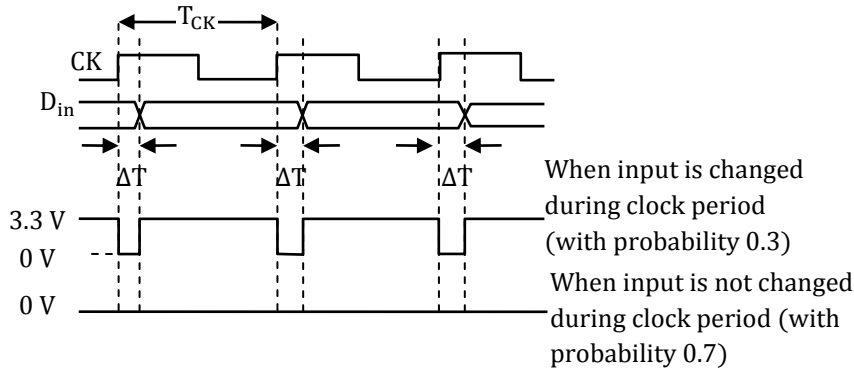 T_CK
CK
D_in
ΔT ΔT ΔT
When input is changed
during clock period
(with probability 0.3)
3.3 V
0 V
When input is not changed
during clock period (with
probability 0.7)
0 V